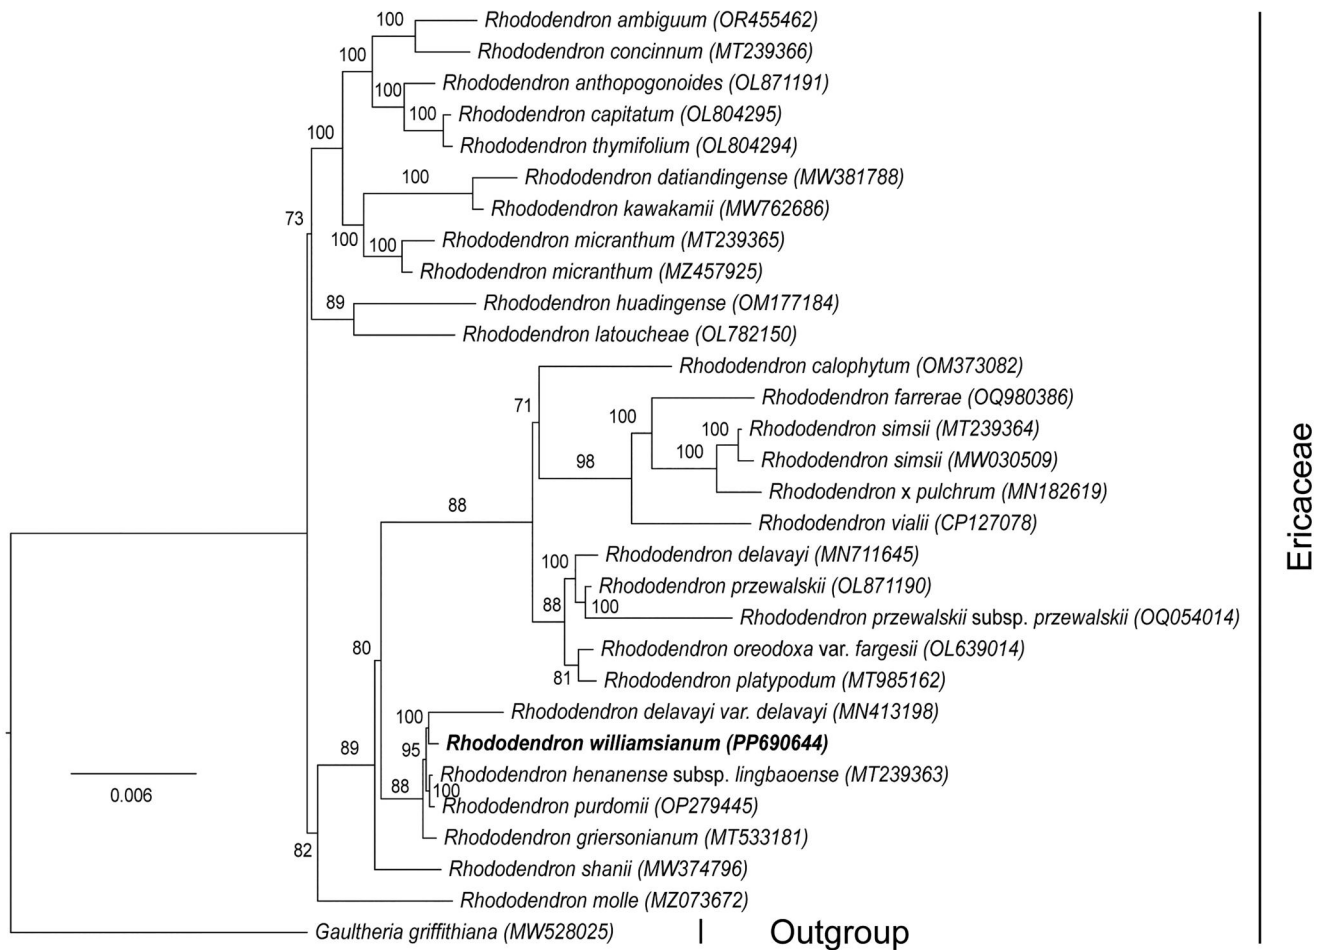 100 Rhododendron ambiguum (OR455462)
Rhododendron concinnum (MT239366)
100
Rhododendron anthopogonoides (OL871191)
100
100 Rhododendron capitatum (OL804295)
100
Rhododendron thymifolium (OL804294)
100 Rhododendron datiandingense (MW381788)
Rhododendron kawakamii (MW762686)
73
100 100 Rhododendron micranthum (MT239365)
Rhododendron micranthum (MZ457925)
89 Rhododendron huadingense (OM177184)
Rhododendron latoucheae (OL782150)
Rhododendron calophytum (OM373082)
71
Rhododendron farrerae (OQ980386)
100
100 Rhododendron simsii (MT239364)
100
98 Rhododendron simsii (MW030509)
Rhododendron x pulchrum (MN182619)
88
Rhododendron vialii (CP127078)
100 Rhododendron delavayi (MN711645)
Rhododendron przewalskii (OL871190)
88 100
Rhododendron przewalskii subsp. przewalskii (OQ054014)
80 Rhododendron oreodoxa var. fargesii (OL639014)
81 Rhododendron platypodum (MT985162)
100 Rhododendron delavayi var. delavayi (MN413198)
89 95 Rhododendron williamsianum (PP690644)
Rhododendron henanense subsp. lingbaoense (MT239363)
88 100
Rhododendron purdomii (OP279445)
Rhododendron griersonianum (MT533181)
82
Rhododendron shanii (MW374796)
Rhododendron molle (MZ073672)
Gaultheria griffithiana (MW528025)
Outgroup
0.006
Ericaceae